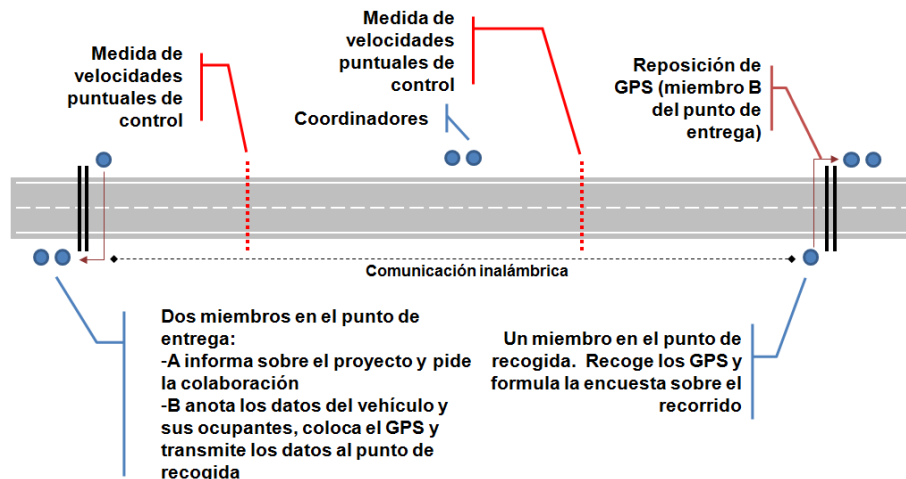 Medida de
velocidades
puntuales de
control
Medida de
velocidades
puntuales de
control
Coordinadores
Reposición de
GPS (miembro B
del punto de
entrega)
Comunicación inalámbrica
Dos miembros en el punto de
entrega:
-A informa sobre el proyecto y pide
la colaboración
-B anota los datos del vehículo y
sus ocupantes, coloca el GPS y
transmite los datos al punto de
recogida
Un miembro en el punto de
recogida.  Recoge los GPS y
formula la encuesta sobre el
recorrido